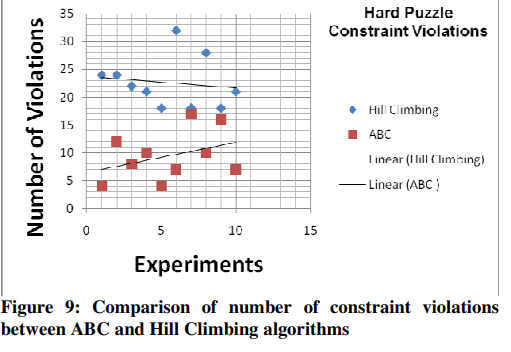 Hard Puzzle
Constraint Violations
Number of Violations
35
30
25
20
15
10
5
0
0
5
10
15
Experiments
Hill Climbing
ABC
Linear (Hill Climbing)
Linear (ABC )
Figure 9: Comparison of number of constraint violations
between ABC and Hill Climbing algorithms